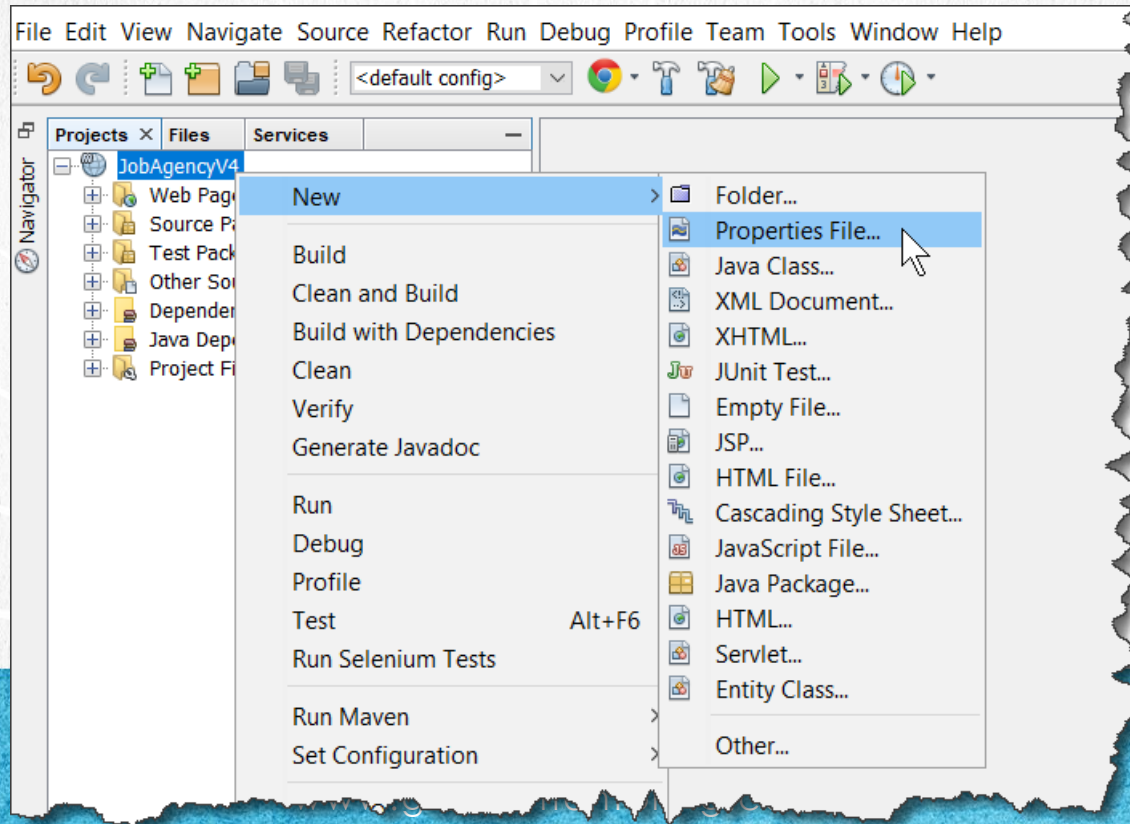 File Edit View Navigate Source Refactor Run Debug Profile Team Tools Window Help
<default config>
Projects Files Services
Navigator
JobAgencyV4
Web Pag
Source Pa
Test Pack
Other Sou
Depender
Java Depe
Project Fi
New
Build
Clean and Build
Build with Dependencies
Clean
Verify
Generate Javadoc
Run
Debug
Profile
Test Alt+F6
Run Selenium Tests
Run Maven
Set Configuration
Folder...
Properties File...
Java Class...
XML Document...
XHTML...
JUnit Test...
Empty File...
JSP...
HTML File...
Cascading Style Sheet...
JavaScript File...
Java Package...
HTML...
Servlet...
Entity Class...
Other...